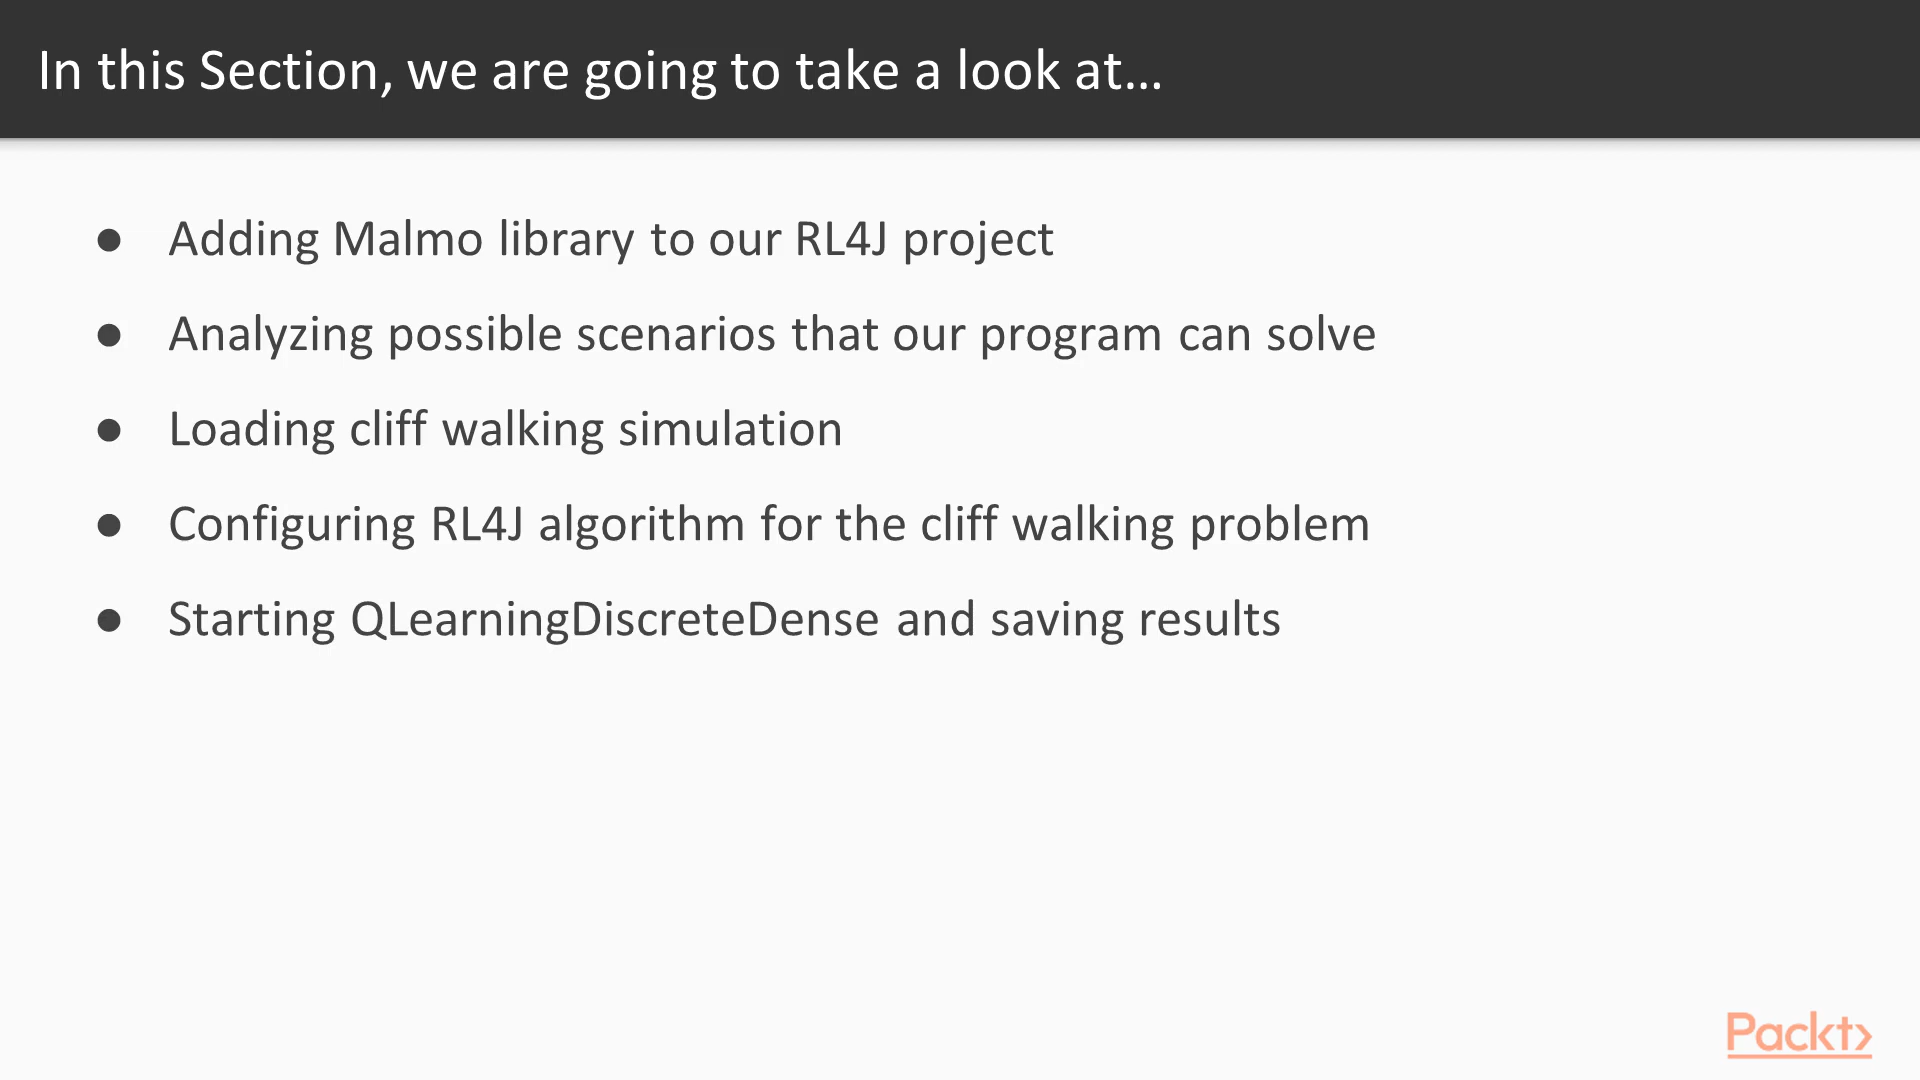 In this Section, we are going to take a look at…
● Adding Malmo library to our RL4J project
● Analyzing possible scenarios that our program can solve
● Loading cliff walking simulation
● Configuring RL4J algorithm for the cliff walking problem
● Starting QLearningDiscreteDense and saving results
Packt>